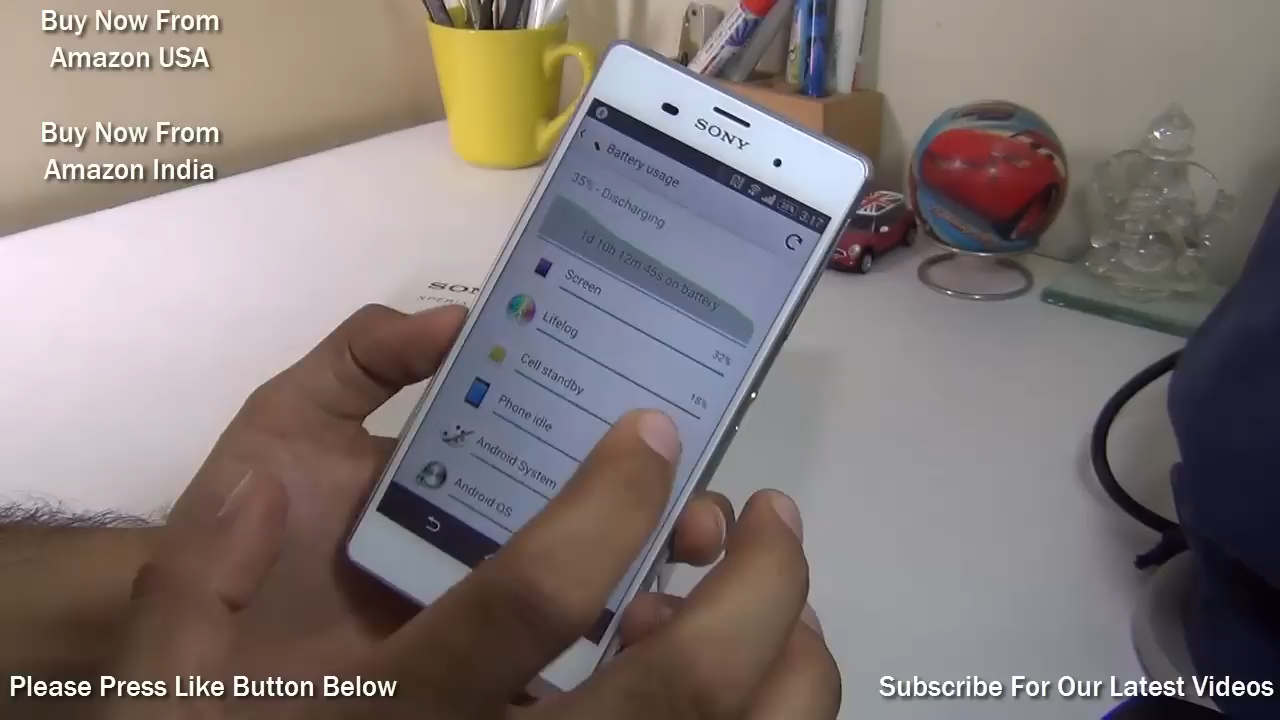 Buy Now From
Amazon USA
Buy Now From
Amazon India
SONY
3:17
Battery usage
35% - Discharging
1d 10h 12m 45s on battery
Screen
32%
Lifelog
18%
Cell standby
Phone idle
Android System
Android OS
SON
XPERIA
Please Press Like Button Below
Subscribe For Our Latest Videos